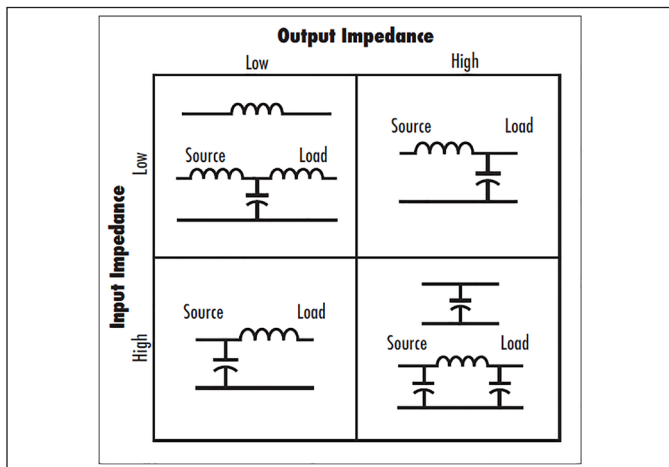 Output Impedance
Low High
Input Impedance
Low
Source Load
Source Load
High
Source Load
Source Load